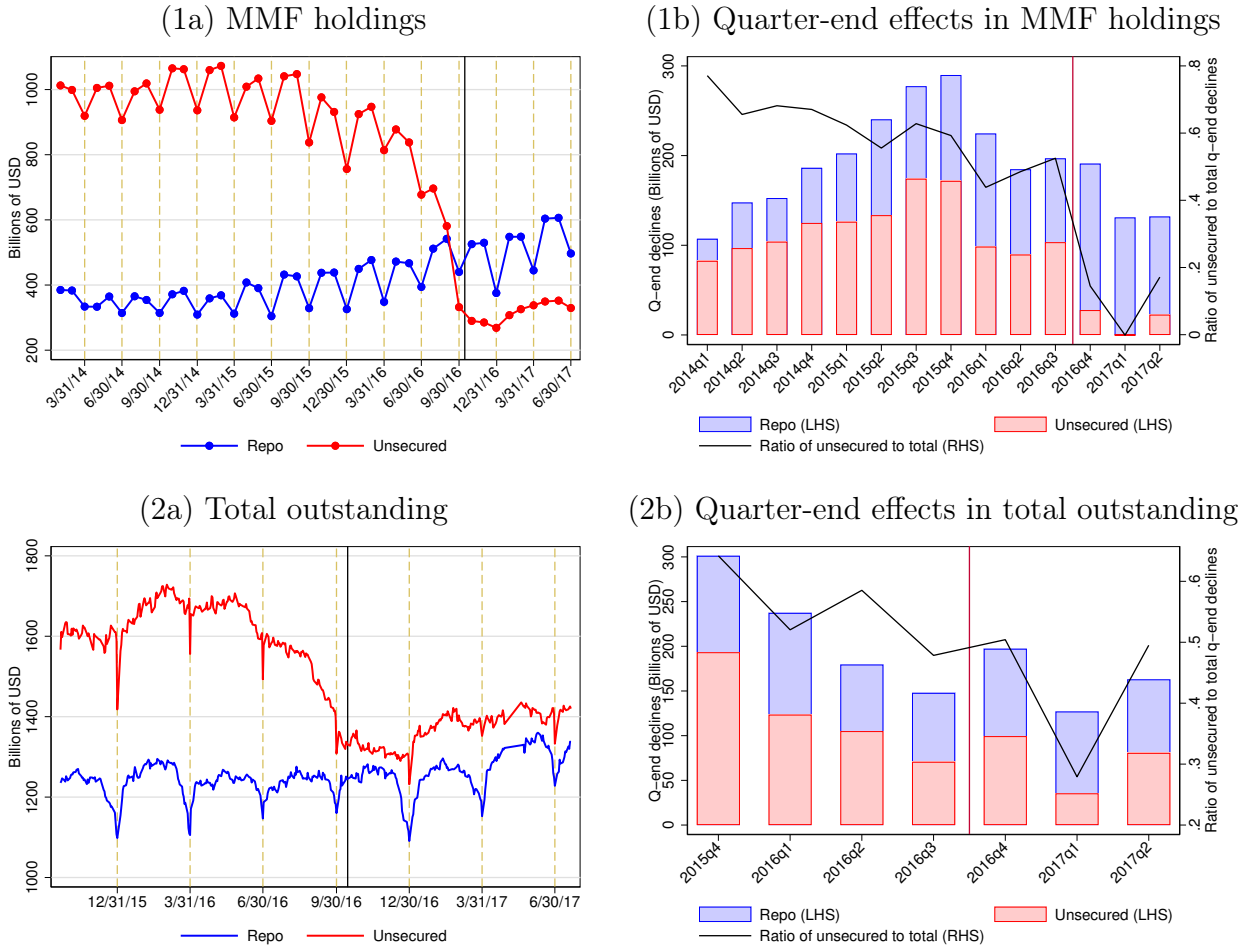 (1a) MMF holdings
Billions of USD
1000
800
600
400
200
3/31/14
6/30/14
9/30/14
12/31/14
3/31/15
6/30/15
9/30/15
12/30/15
3/31/16
6/30/16
9/30/16
12/31/16
3/31/17
6/30/17
Repo
Unsecured
(1b) Quarter-end effects in MMF holdings
Q-end declines (Billions of USD)
300
200
100
0
.8
.6
.4
.2
0
Ratio of unsecured to total q-end declines
2014q1
2014q2
2014q3
2014q4
2015q1
2015q2
2015q3
2015q4
2016q1
2016q2
2016q3
2016q4
2017q1
2017q2
Repo (LHS)
Unsecured (LHS)
Ratio of unsecured to total (RHS)
(2a) Total outstanding
Billions of USD
1800
1600
1400
1200
1000
12/31/15
3/31/16
6/30/16
9/30/16
12/30/16
3/31/17
6/30/17
Repo
Unsecured
(2b) Quarter-end effects in total outstanding
Q-end declines (Billions of USD)
300
250
200
150
100
50
0
.6
.5
.4
.3
.2
Ratio of unsecured to total q-end declines
2015q4
2016q1
2016q2
2016q3
2016q4
2017q1
2017q2
Repo (LHS)
Unsecured (LHS)
Ratio of unsecured to total (RHS)